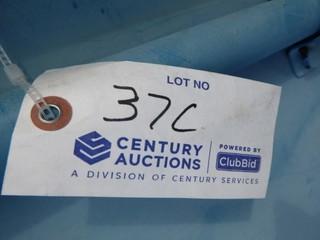 LOT NO
37C
CENTURY AUCTIONS
POWERED BY
ClubBid
A DIVISION OF CENTURY SERVICES